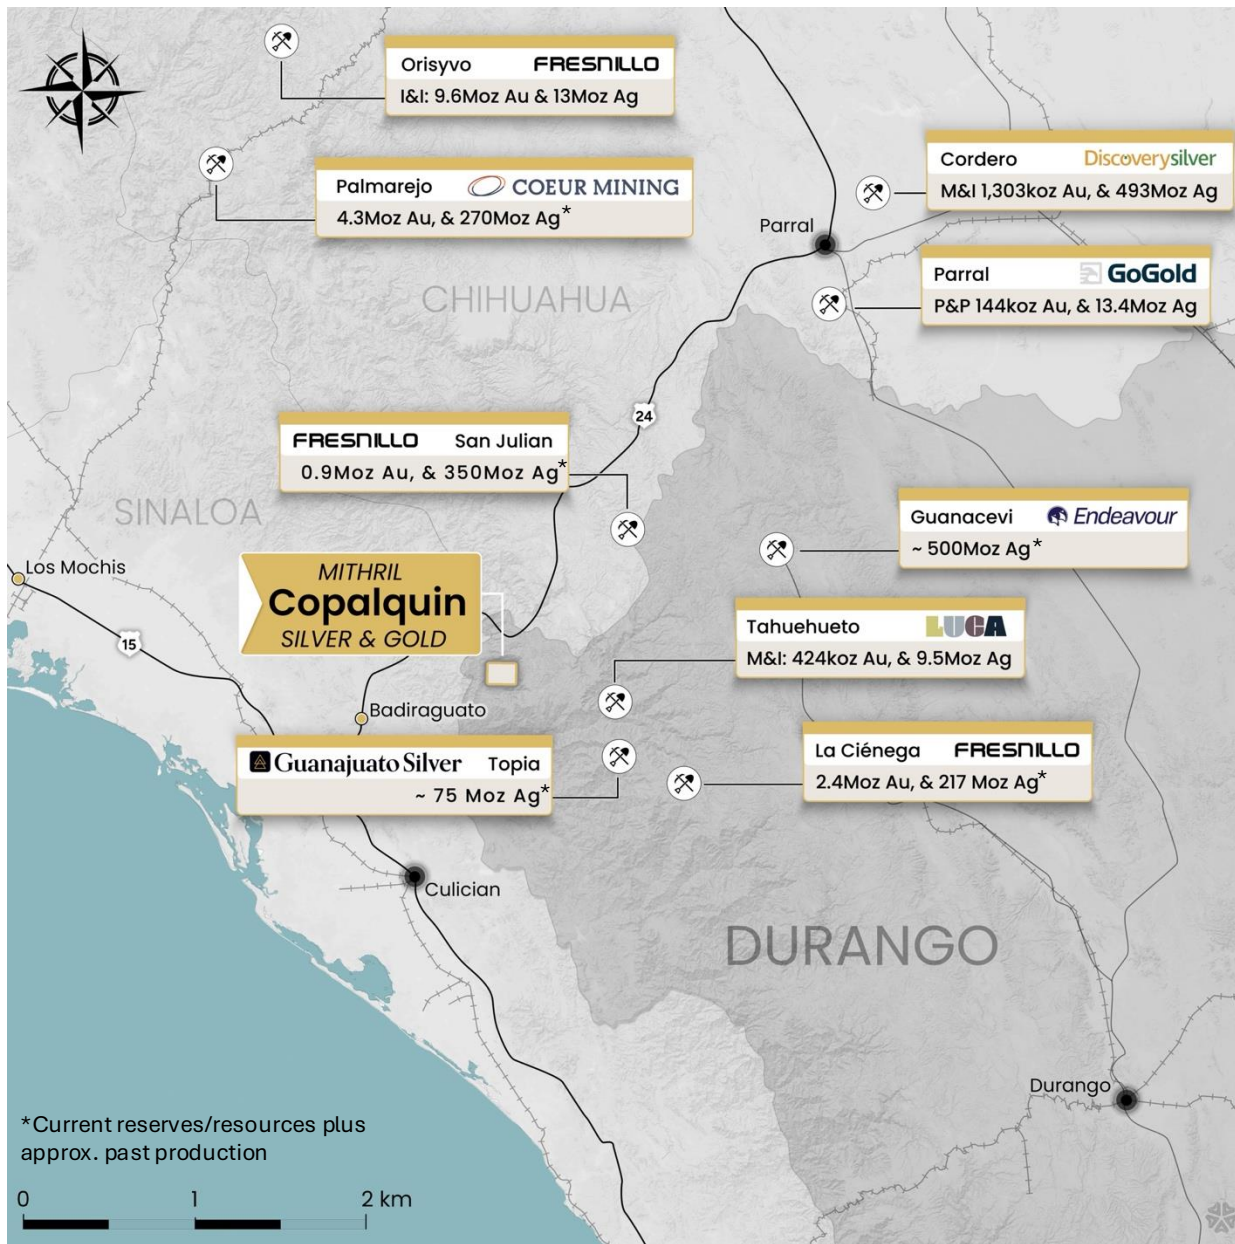 Orisyvo FRESNILLO
I&I: 9.6Moz Au & 13Moz Ag
Palmarejo COEUR MINING
4.3Moz Au, & 270Moz Ag*
Cordero Discoverysilver
M&I 1,303koz Au, & 493Moz Ag
Parral
Parral GoGold
P&P 144koz Au, & 13.4Moz Ag
CHIHUAHUA
24
FRESNILLO San Julian
0.9Moz Au, & 350Moz Ag*
SINALOA
Guanacevi Endeavour
~ 500Moz Ag*
Los Mochis
MITHRIL
Copalquin
SILVER & GOLD
15
Tahuehueto LUCA
M&I: 424koz Au, & 9.5Moz Ag
Badiraguato
Guanajuato Silver Topia
~ 75 Moz Ag*
La Ciénega FRESNILLO
2.4Moz Au, & 217 Moz Ag*
Culician
DURANGO
Durango
*Current reserves/resources plus
approx. past production
0 1 2 km